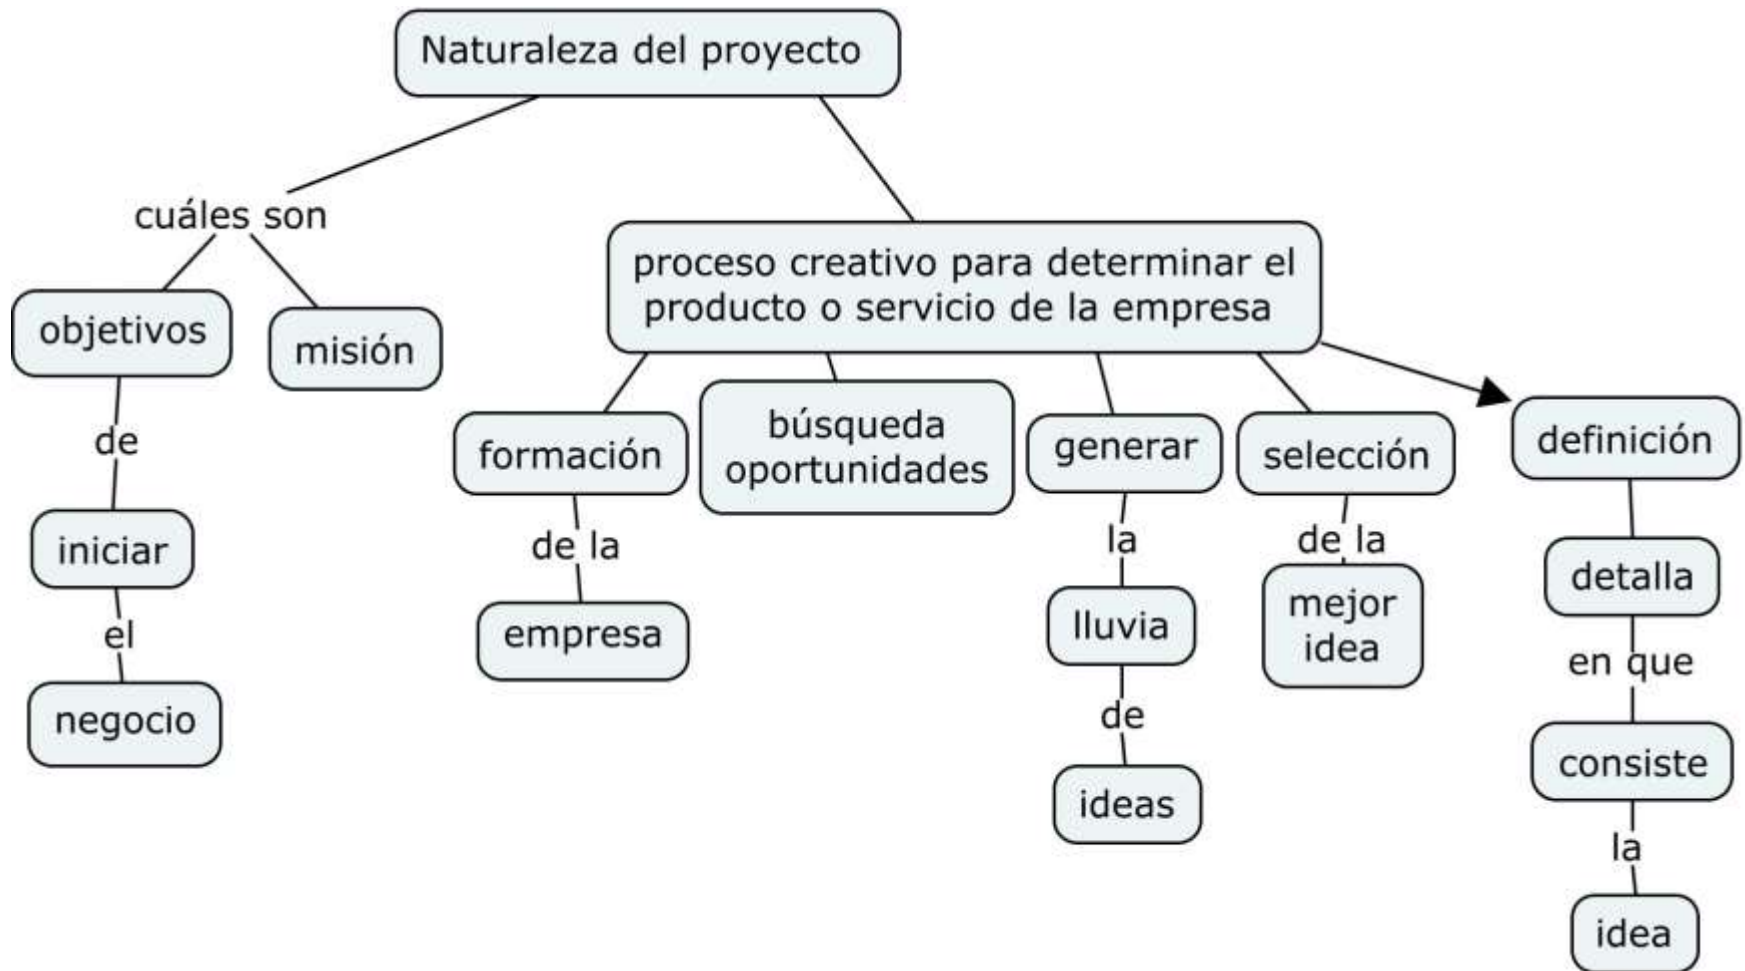 Naturaleza del proyecto
cuáles son
objetivos
de
iniciar
el
negocio
misión
proceso creativo para determinar el
producto o servicio de la empresa
formación
de la
empresa
búsqueda
oportunidades
generar
la
lluvia
de
ideas
selección
de la
mejor
idea
definición
detalla
en que
consiste
la
idea